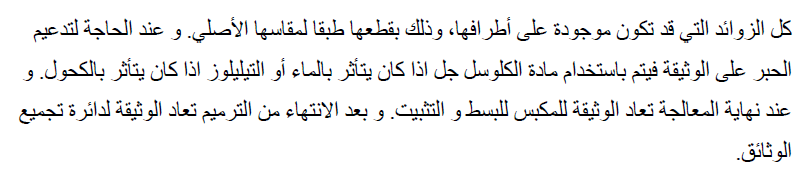 كل الزوائد التي قد تكون موجودة على أطرافها، وذلك بقطعها طبقا لمقاسها الأصلي. و عند الحاجة لتدعيم
الحبر على الوثيقة فيتم باستخدام مادة الكلوسل جل اذا كان يتأثر بالماء أو التيليلوز اذا كان يتأثر بالكحول. و
عند نهاية المعالجة تعاد الوثيقة للمكبس للبسط و التثبيت. و بعد الانتهاء من الترميم تعاد الوثيقة لدائرة تجميع
الوثائق.